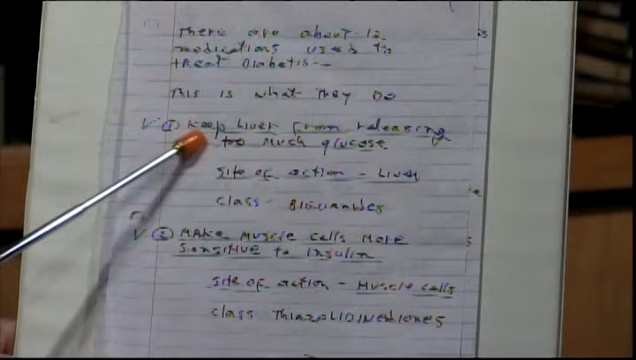 There are about 12
medications used to
treat Diabetis -
This is what They Do
① Keep Liver from releasing
too Much glucose
Site of action - Liver
class - Biguanides
② Make Muscle cells More
Sensitive to Insulin
Site of action - Muscle cells
class Thiazolidinediones